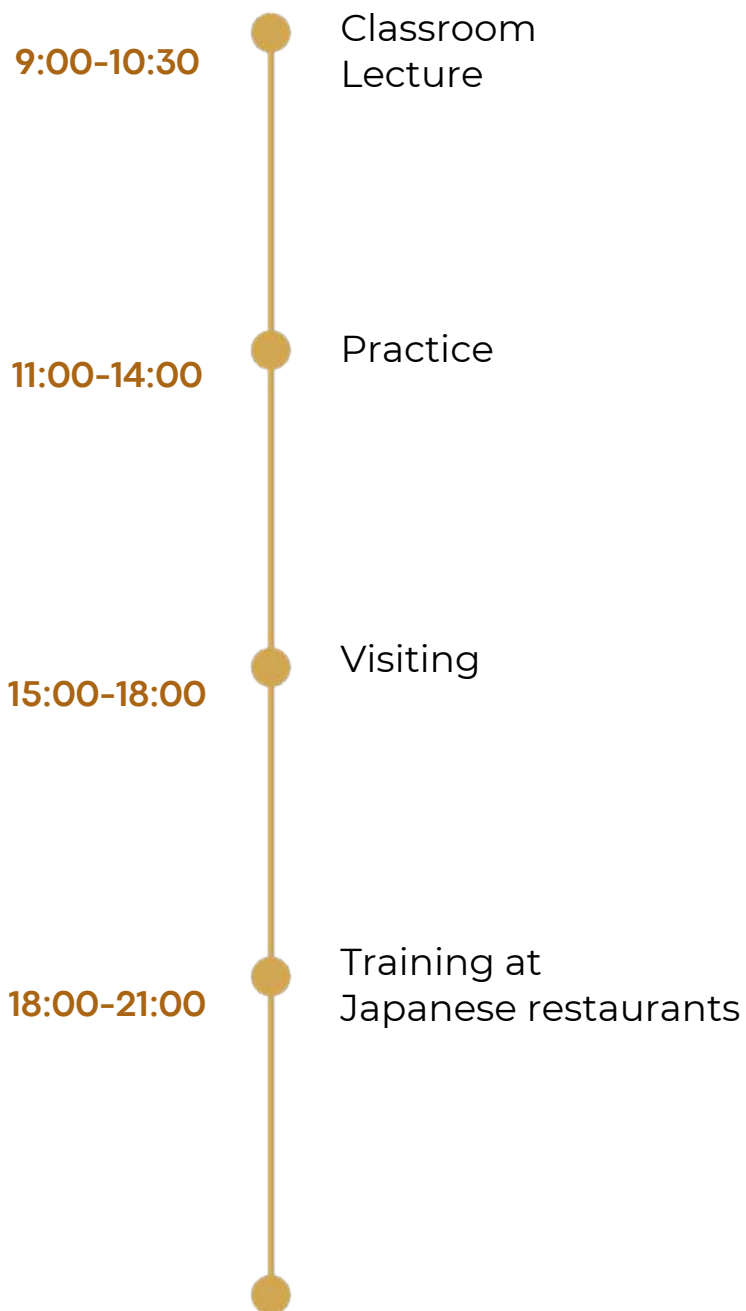 9:00-10:30
Classroom
Lecture
11:00-14:00
Practice
15:00-18:00
Visiting
18:00-21:00
Training at
Japanese restaurants